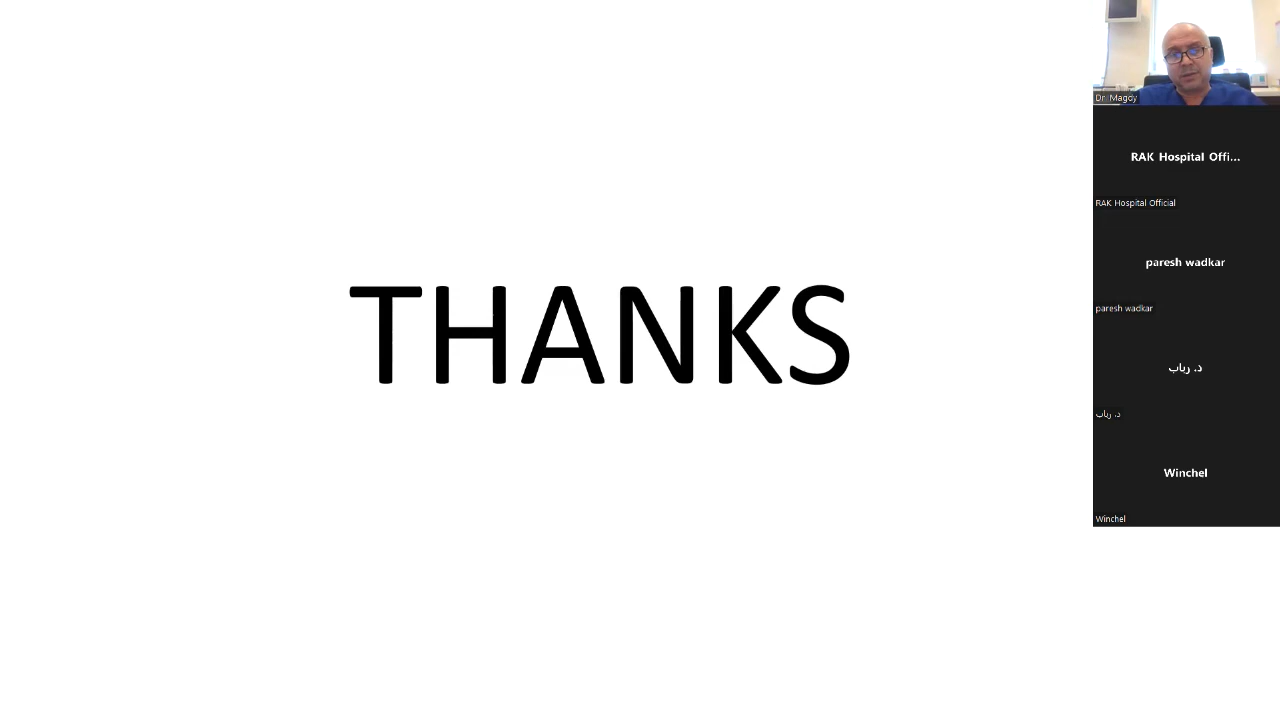 THANKS
Dr. Magdy
RAK Hospital Offi...
RAK Hospital Official
paresh wadkar
paresh wadkar
د. رباب
د. رباب
Winchel
Winchel